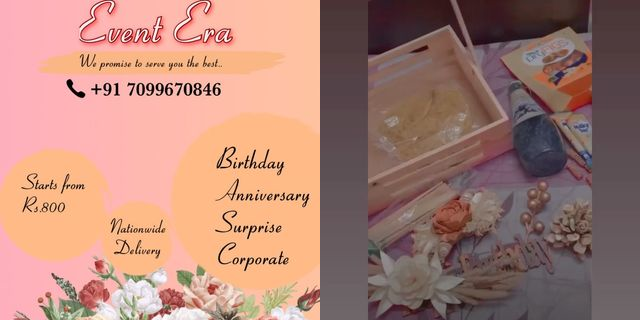 Event Era
We promise to serve you the best..
+91 7099670846
Starts from
Rs.800
Nationwide
Delivery
Birthday
Anniversary
Surprise
Corporate